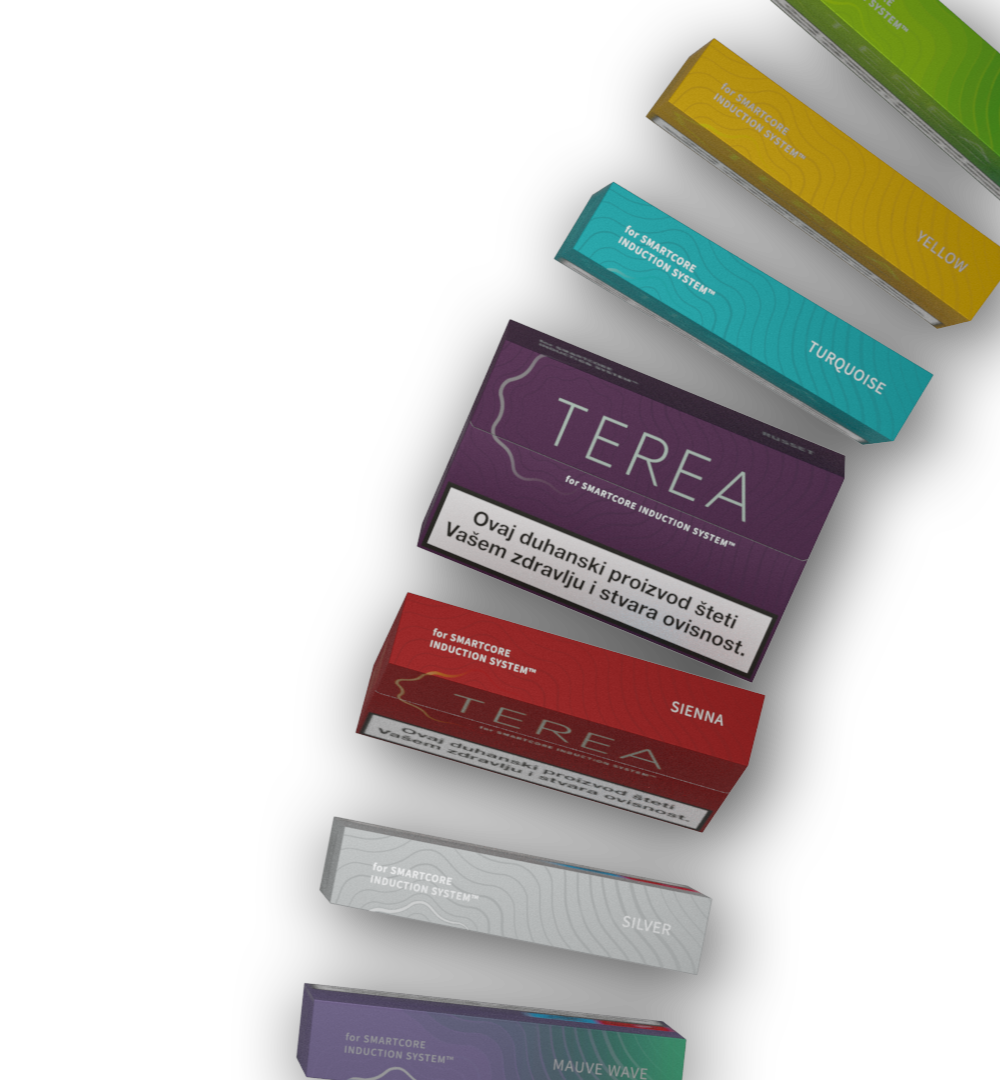 SYSTEM™
for SMARTCORE
INDUCTION SYSTEM™
YELLOW
for SMARTCORE
INDUCTION SYSTEM™
TURQUOISE
FOR SMARTCORE
INDUCTION SYSTEM™
RUSSET
TEREA
for SMARTCORE INDUCTION SYSTEM™
Ovaj duhanski proizvod šteti
Vašem zdravlju i stvara ovisnost.
for SMARTCORE
INDUCTION SYSTEM™
SIENNA
TEREA
for SMARTCORE INDUCTION SYSTEM™
Ovaj duhanski proizvod šteti
Vašem zdravlju i stvara ovisnost.
for SMARTCORE
INDUCTION SYSTEM™
SILVER
for SMARTCORE
INDUCTION SYSTEM™
MAUVE WAVE